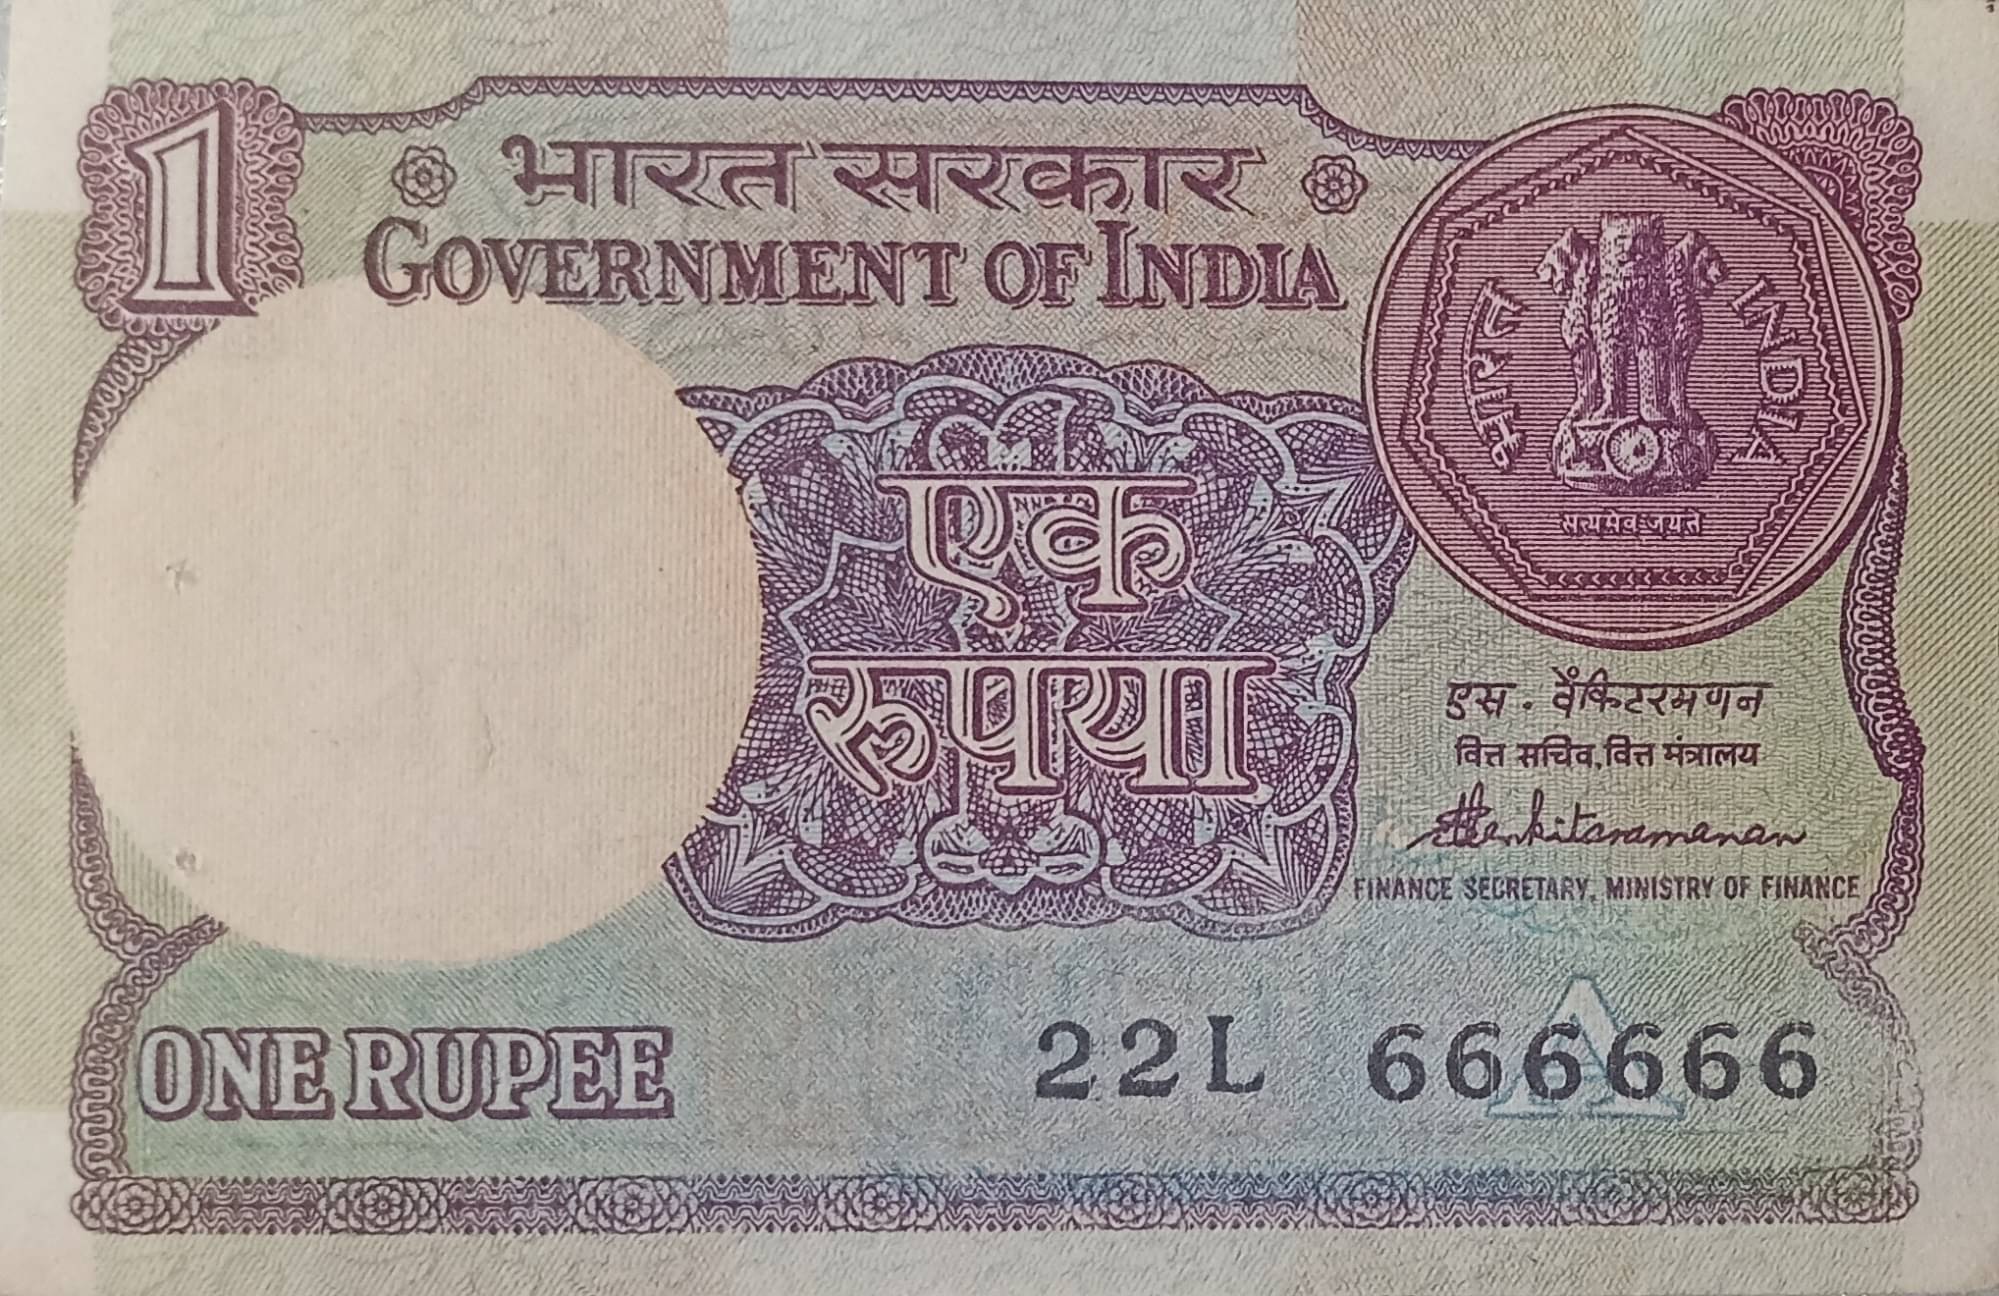 1
भारत सरकार
GOVERNMENT OF INDIA
भारत
INDIA
सत्यमेव जयते
एक
रुपया
एस. वेंकिटरमणन
वित्त सचिव, वित्त मंत्रालय
SVenkitaramanan
FINANCE SECRETARY, MINISTRY OF FINANCE
A
ONE RUPEE
22L 666666